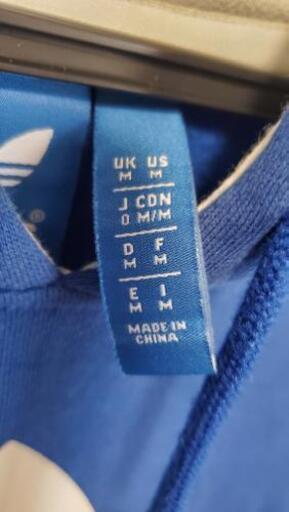 UK US
M M
J CDN
O M/M
D F
M M
E I
M M
MADE IN
CHINA